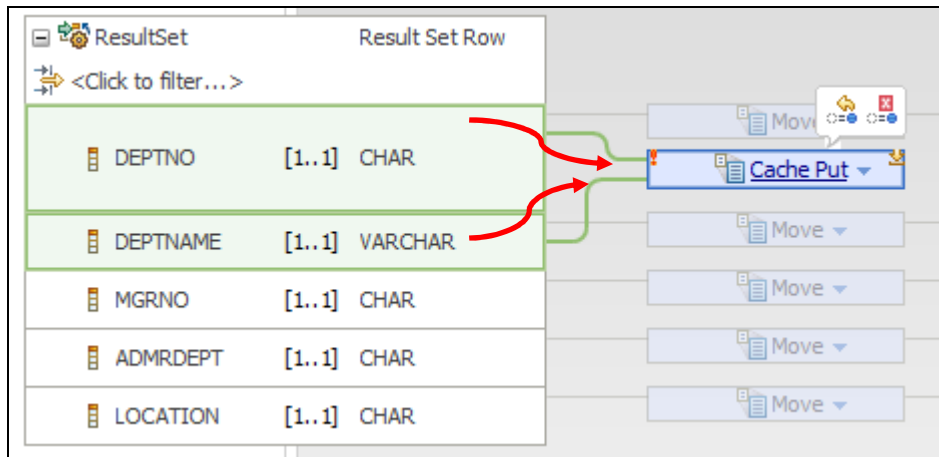 ResultSet Result Set Row
<Click to filter...>
Move
DEPTNO [1..1] CHAR
Cache Put
DEPTNAME [1..1] VARCHAR
Move
MGRNO [1..1] CHAR
Move
ADMRDEPT [1..1] CHAR
Move
LOCATION [1..1] CHAR
Move